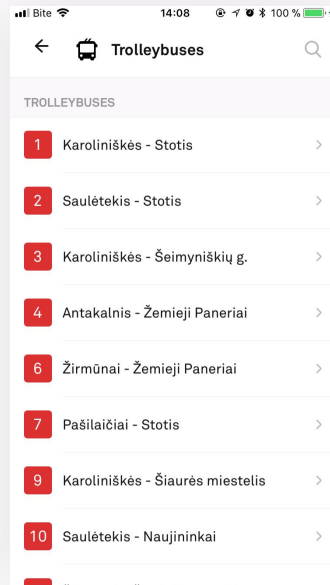 Bite 14:08 100 %
Trolleybuses
TROLLEYBUSES
1 Karoliniškės - Stotis
2 Saulėtekis - Stotis
3 Karoliniškės - Šeimyniškių g.
4 Antakalnis - Žemieji Paneriai
6 Žirmūnai - Žemieji Paneriai
7 Pašilaičiai - Stotis
9 Karoliniškės - Šiaurės miestelis
10 Saulėtekis - Naujininkai